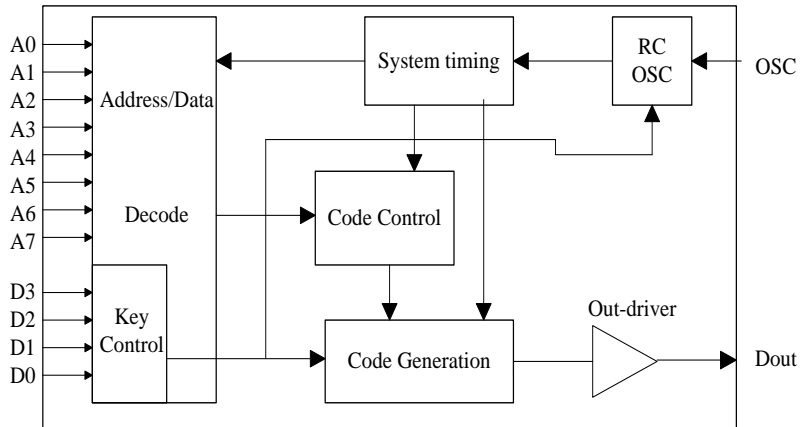 A0
A1
A2
A3
A4
A5
A6
A7
D3
D2
D1
D0
Address/Data
Decode
Key
Control
System timing
RC
OSC
OSC
Code Control
Code Generation
Out-driver
Dout